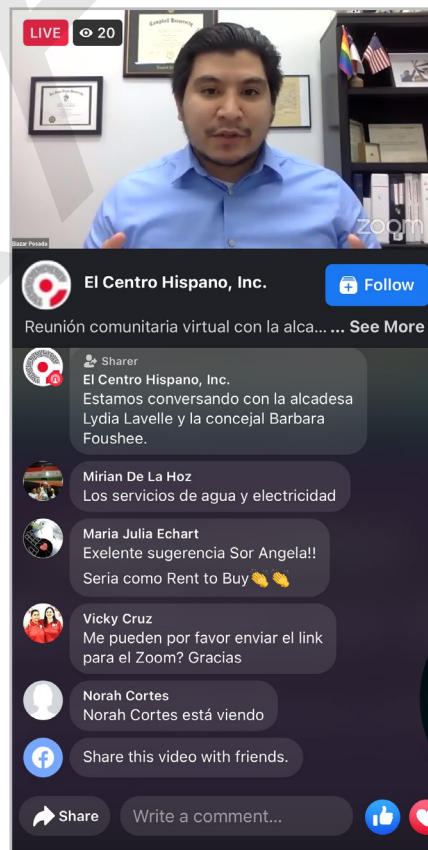 LIVE
20
Campbell University
zoom
El Centro Hispano, Inc.
Follow
Reunión comunitaria virtual con la alca... ... See More
Sharer
El Centro Hispano, Inc.
Estamos conversando con la alcadesa
Lydia Lavelle y la concejal Barbara
Foushee.
Mirian De La Hoz
Los servicios de agua y electricidad
Maria Julia Echart
Exelente sugerencia Sor Angela!!
Seria como Rent to Buy👏👏
Vicky Cruz
Me pueden por favor enviar el link
para el Zoom? Gracias
Norah Cortes
Norah Cortes está viendo
Share this video with friends.
Share
Write a comment...